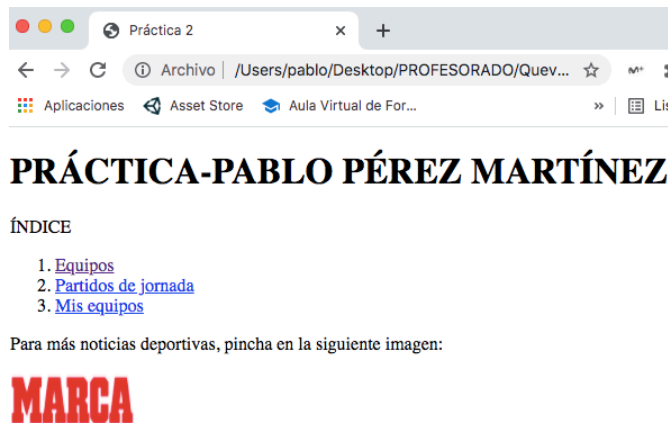 Práctica 2
Archivo /Users/pablo/Desktop/PROFESORADO/Quev...
Aplicaciones Asset Store Aula Virtual de For... » Lis
PRÁCTICA-PABLO PÉREZ MARTÍNEZ
ÍNDICE
1. Equipos
2. Partidos de jornada
3. Mis equipos
Para más noticias deportivas, pincha en la siguiente imagen:
MARCA